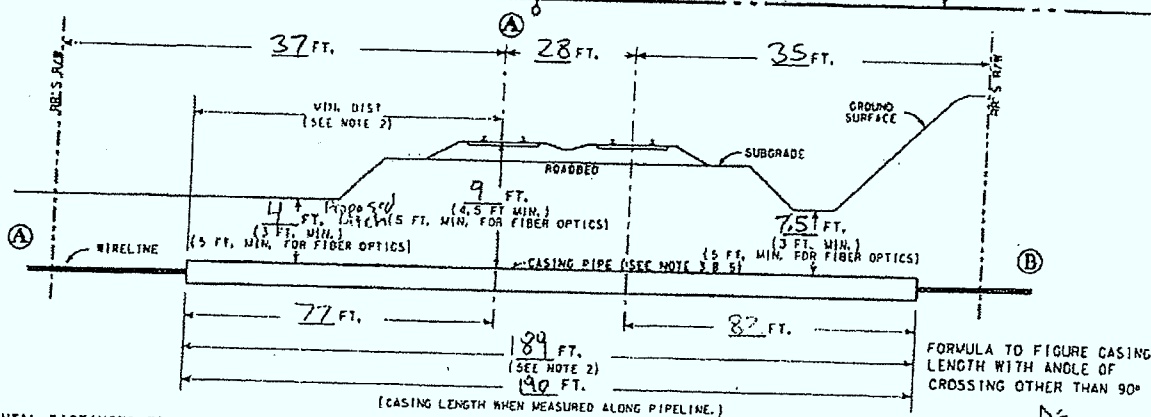 Ⓐ
37 FT. 28 FT. 35 FT.
RR'S R/W
RR'S R/W
MIN. DIST
(SEE NOTE 2)
GROUND
SURFACE
SUBGRADE
ROADBED
4 FT. Proposed Ditch
(3 FT. MIN.)
(5 FT. MIN. FOR FIBER OPTICS)
9 FT.
(4.5 FT MIN.)
(5 FT. MIN. FOR FIBER OPTICS)
7.5 FT.
(3 FT. MIN.)
(5 FT. MIN. FOR FIBER OPTICS)
Ⓐ
WIRELINE
CASING PIPE (SEE NOTE 3 & 5)
Ⓑ
77 FT. 82 FT.
189 FT.
(SEE NOTE 2)
190 FT.
(CASING LENGTH WHEN MEASURED ALONG PIPELINE.)
FORMULA TO FIGURE CASING
LENGTH WITH ANGLE OF
CROSSING OTHER THAN 90°